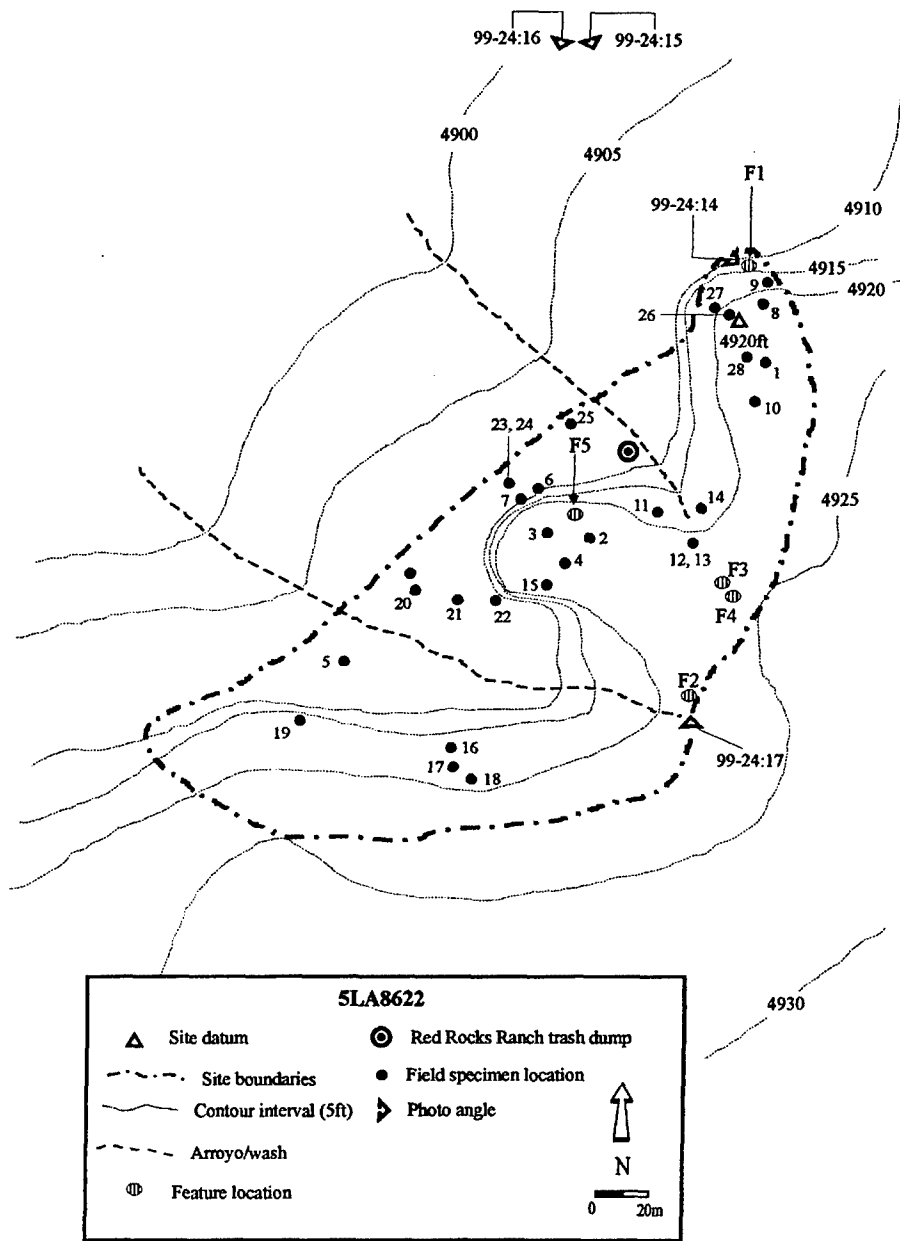 99-24:16 99-24:15
4900
4905
F1
99-24:14
4910
4915
4920
9
27
8
26
4920ft
28
1
10
25
23, 24
F5
6
7
14
11
4925
3
2
12, 13
4
F3
15
20
F4
21
22
5
F2
19
16
99-24:17
17
18
5LA8622
4930
Site datum
Red Rocks Ranch trash dump
Site boundaries
Field specimen location
Contour interval (5ft)
Photo angle
Arroyo/wash
N
Feature location
0 20m